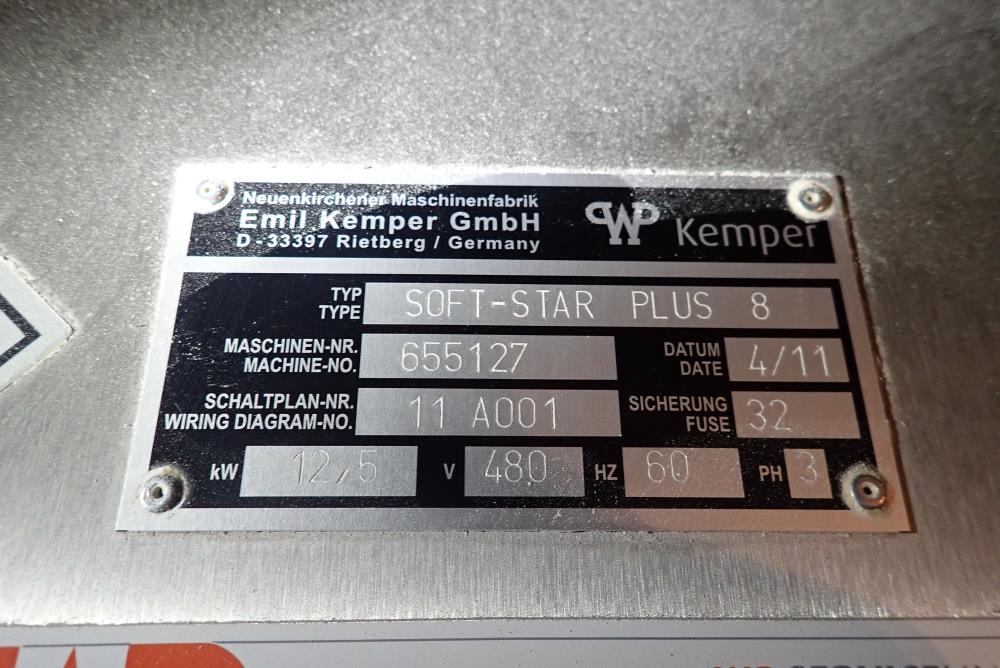 Neuenkirchener Maschinenfabrik
Emil Kemper GmbH
D-33397 Rietberg / Germany
WP Kemper
TYP
TYPE
SOFT-STAR PLUS 8
MASCHINEN-NR.
MACHINE-NO.
655127
DATUM
DATE
4/11
SCHALTPLAN-NR.
WIRING DIAGRAM-NO.
11 A001
SICHERUNG
FUSE
32
kW 12,5 V 480 HZ 60 PH 3